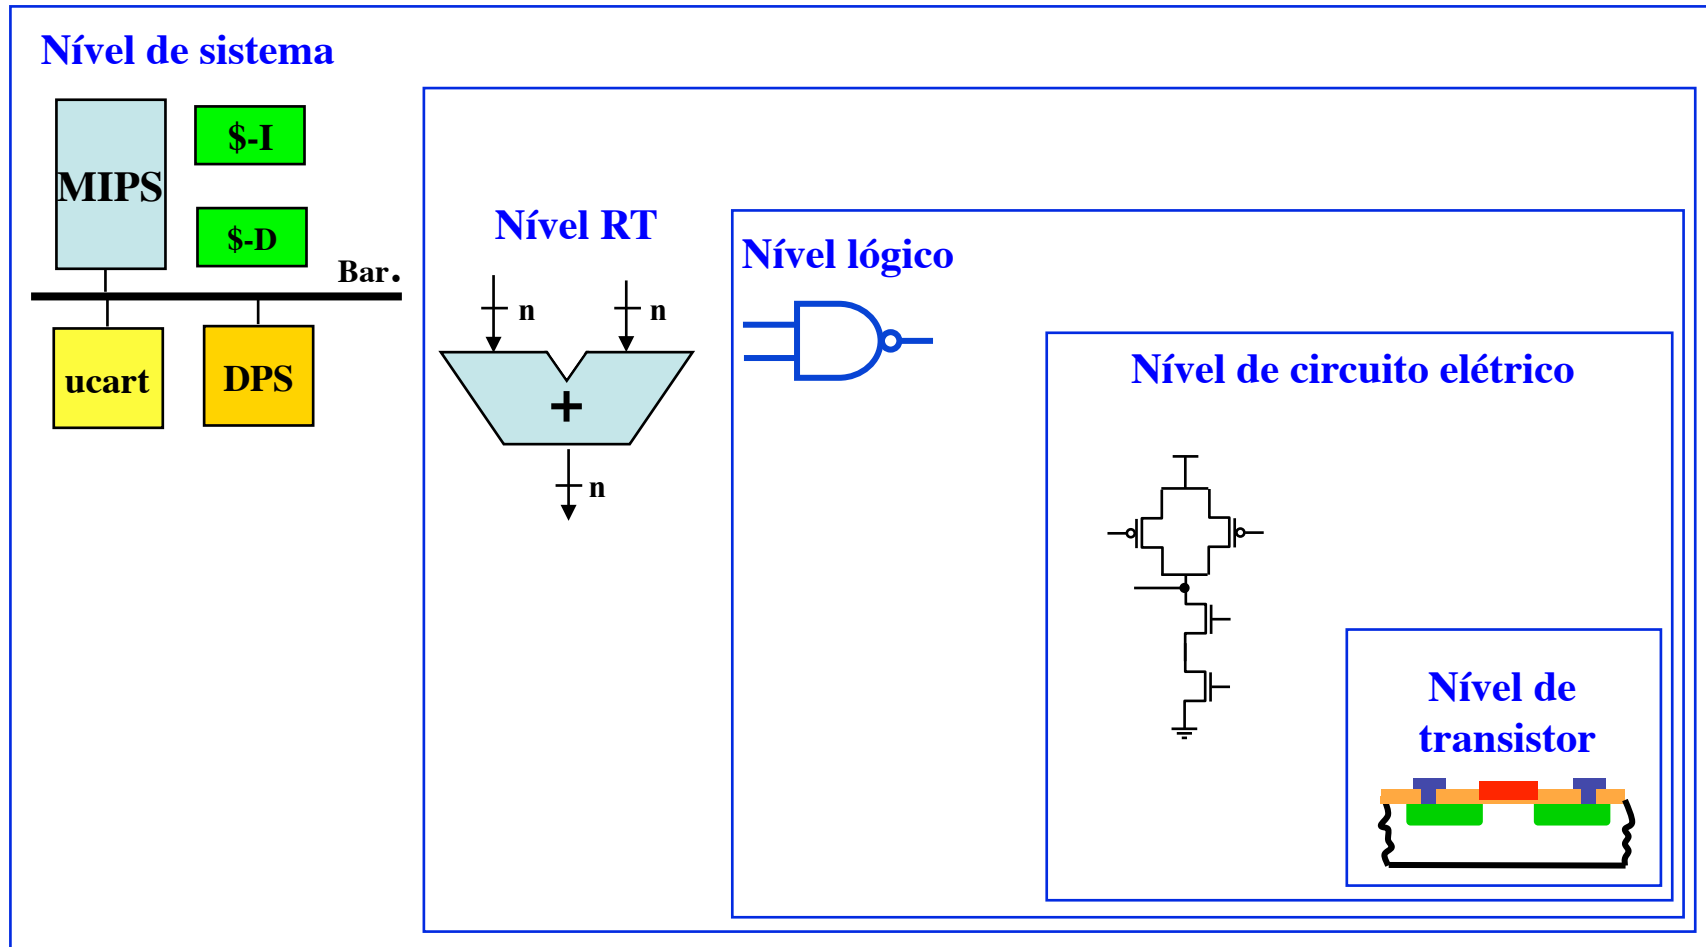 Nível de sistema
MIPS
$-I
$-D
Bar.
ucart
DPS
Nível RT
n
n
+
n
Nível lógico
Nível de circuito elétrico
Nível de
transistor